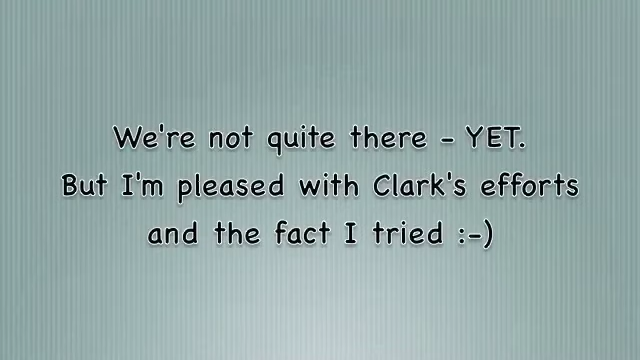 We're not quite there - YET.
But I'm pleased with Clark's efforts
and the fact I tried :-)